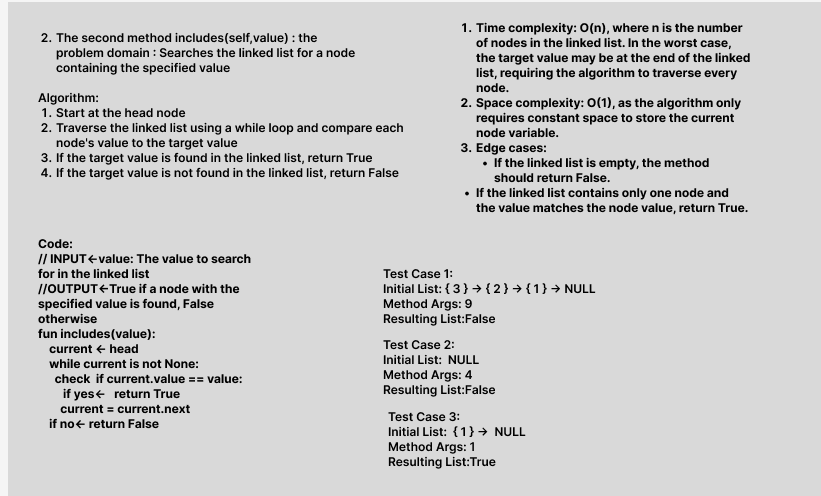 2. The second method includes(self,value) : the
problem domain : Searches the linked list for a node
containing the specified value
Algorithm:
1. Start at the head node
2. Traverse the linked list using a while loop and compare each
node's value to the target value
3. If the target value is found in the linked list, return True
4. If the target value is not found in the linked list, return False
1. Time complexity: O(n), where n is the number
of nodes in the linked list. In the worst case,
the target value may be at the end of the linked
list, requiring the algorithm to traverse every
node.
2. Space complexity: O(1), as the algorithm only
requires constant space to store the current
node variable.
3. Edge cases:
• If the linked list is empty, the method
should return False.
• If the linked list contains only one node and
the value matches the node value, return True.
Code:
// INPUT←value: The value to search
for in the linked list
//OUTPUT←True if a node with the
specified value is found, False
otherwise
fun includes(value):
current ← head
while current is not None:
check if current.value == value:
if yes← return True
current = current.next
if no← return False
Test Case 1:
Initial List: { 3 } → { 2 } → { 1 } → NULL
Method Args: 9
Resulting List:False
Test Case 2:
Initial List: NULL
Method Args: 4
Resulting List:False
Test Case 3:
Initial List: { 1 } → NULL
Method Args: 1
Resulting List:True